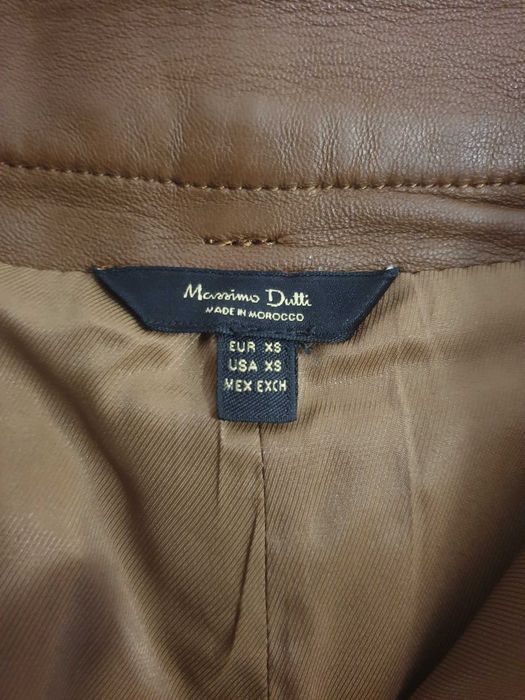 Massimo Dutti
MADE IN MOROCCO
EUR XS
USA XS
MEX EXCH